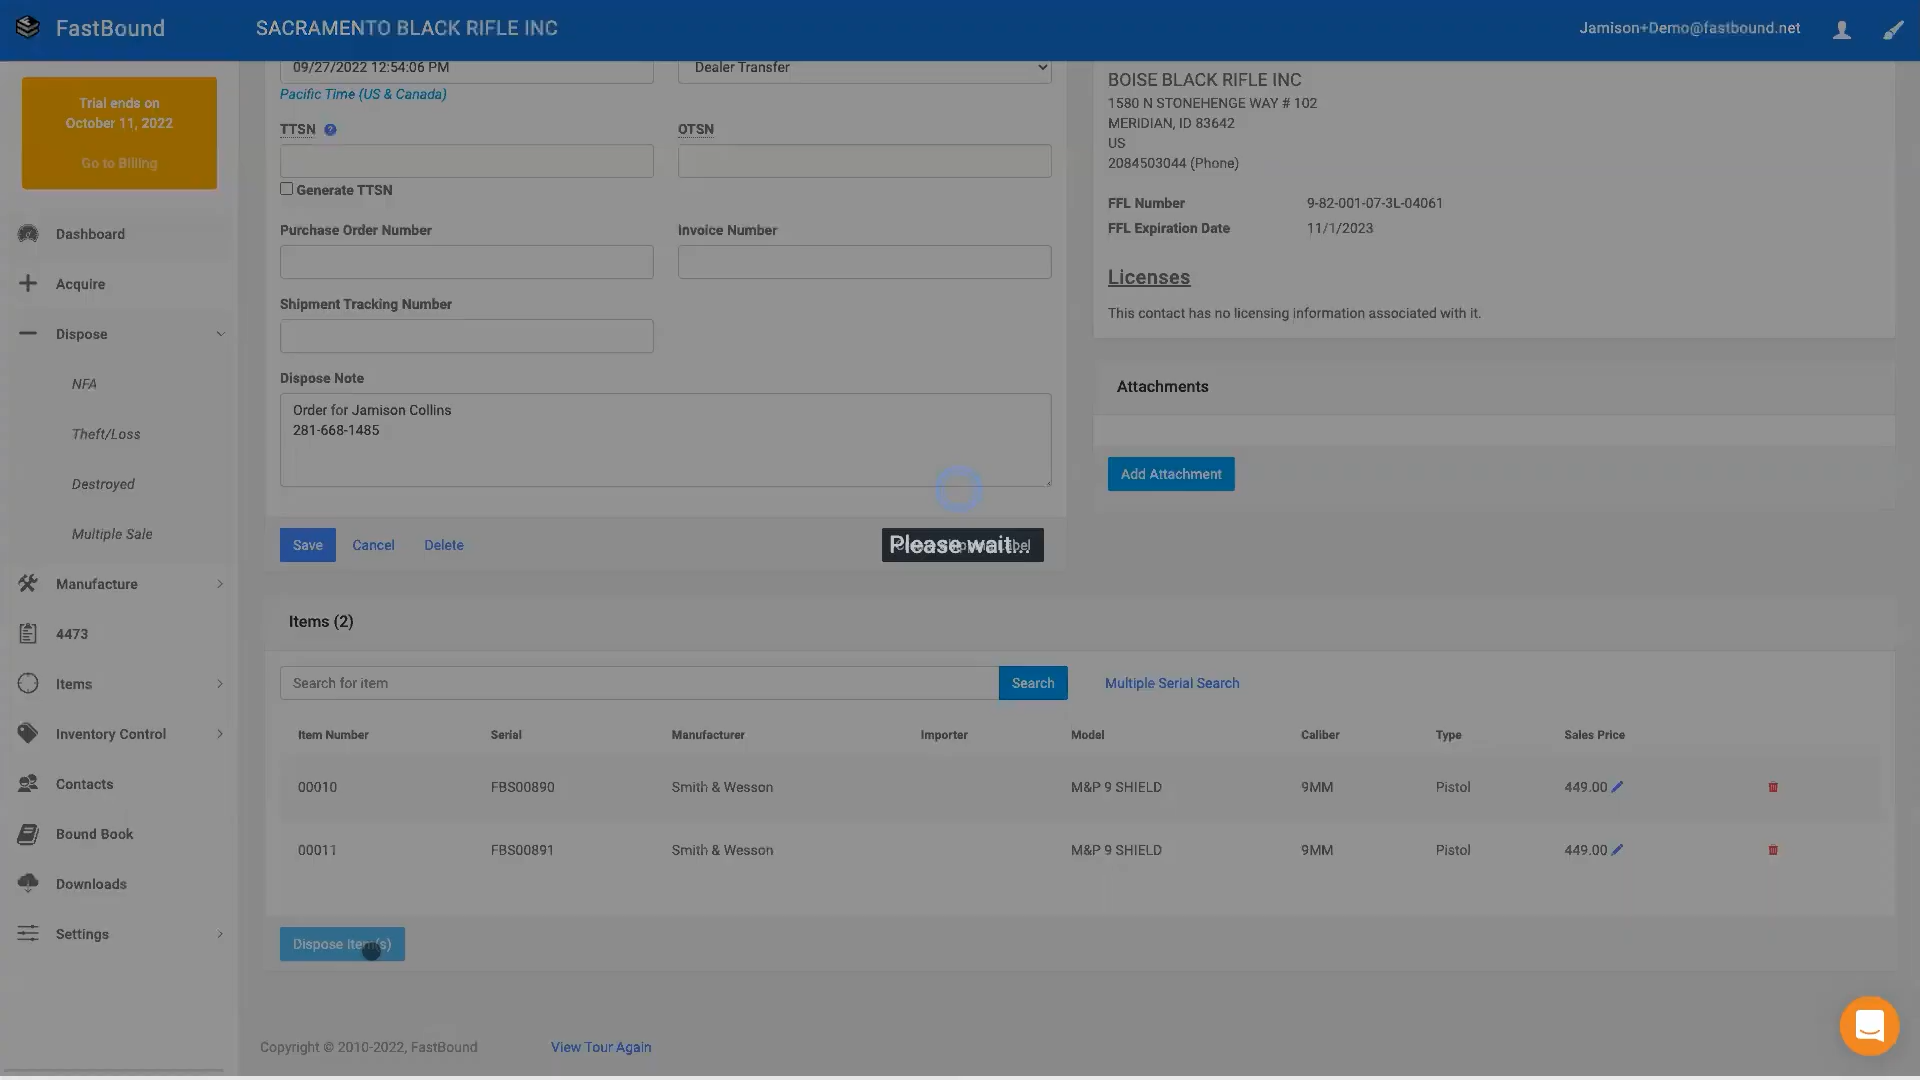 FastBound
SACRAMENTO BLACK RIFLE INC
Jamison+Demo@fastbound.net
Trial ends on
October 11, 2022
Go to Billing
Dashboard
Acquire
Dispose
NFA
Theft/Loss
Destroyed
Multiple Sale
Manufacture
4473
Items
Inventory Control
Contacts
Bound Book
Downloads
Settings
09/27/2022 12:54:06 PM
Dealer Transfer
Pacific Time (US & Canada)
TTSN
OTSN
Generate TTSN
Purchase Order Number
Invoice Number
Shipment Tracking Number
Dispose Note
Order for Jamison Collins
281-668-1485
Save
Cancel
Delete
Please wait...
BOISE BLACK RIFLE INC
1580 N STONEHENGE WAY # 102
MERIDIAN, ID 83642
US
2084503044 (Phone)
FFL Number 9-82-001-07-3L-04061
FFL Expiration Date 11/1/2023
Licenses
This contact has no licensing information associated with it.
Attachments
Add Attachment
Items (2)
Search for item
Search
Multiple Serial Search
Item Number Serial Manufacturer Importer Model Caliber Type Sales Price
00010 FBS00890 Smith & Wesson M&P 9 SHIELD 9MM Pistol 449.00
00011 FBS00891 Smith & Wesson M&P 9 SHIELD 9MM Pistol 449.00
Dispose Item(s)
Copyright © 2010-2022, FastBound
View Tour Again